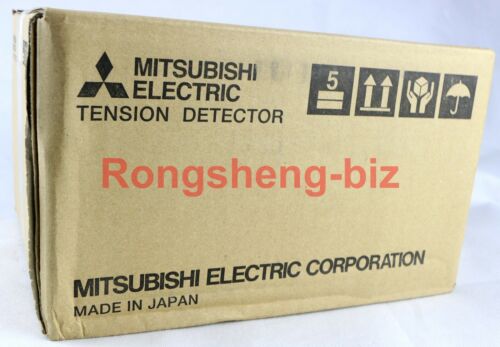 MITSUBISHI
ELECTRIC
TENSION DETECTOR
5
Rongsheng-biz
MITSUBISHI ELECTRIC CORPORATION
MADE IN JAPAN